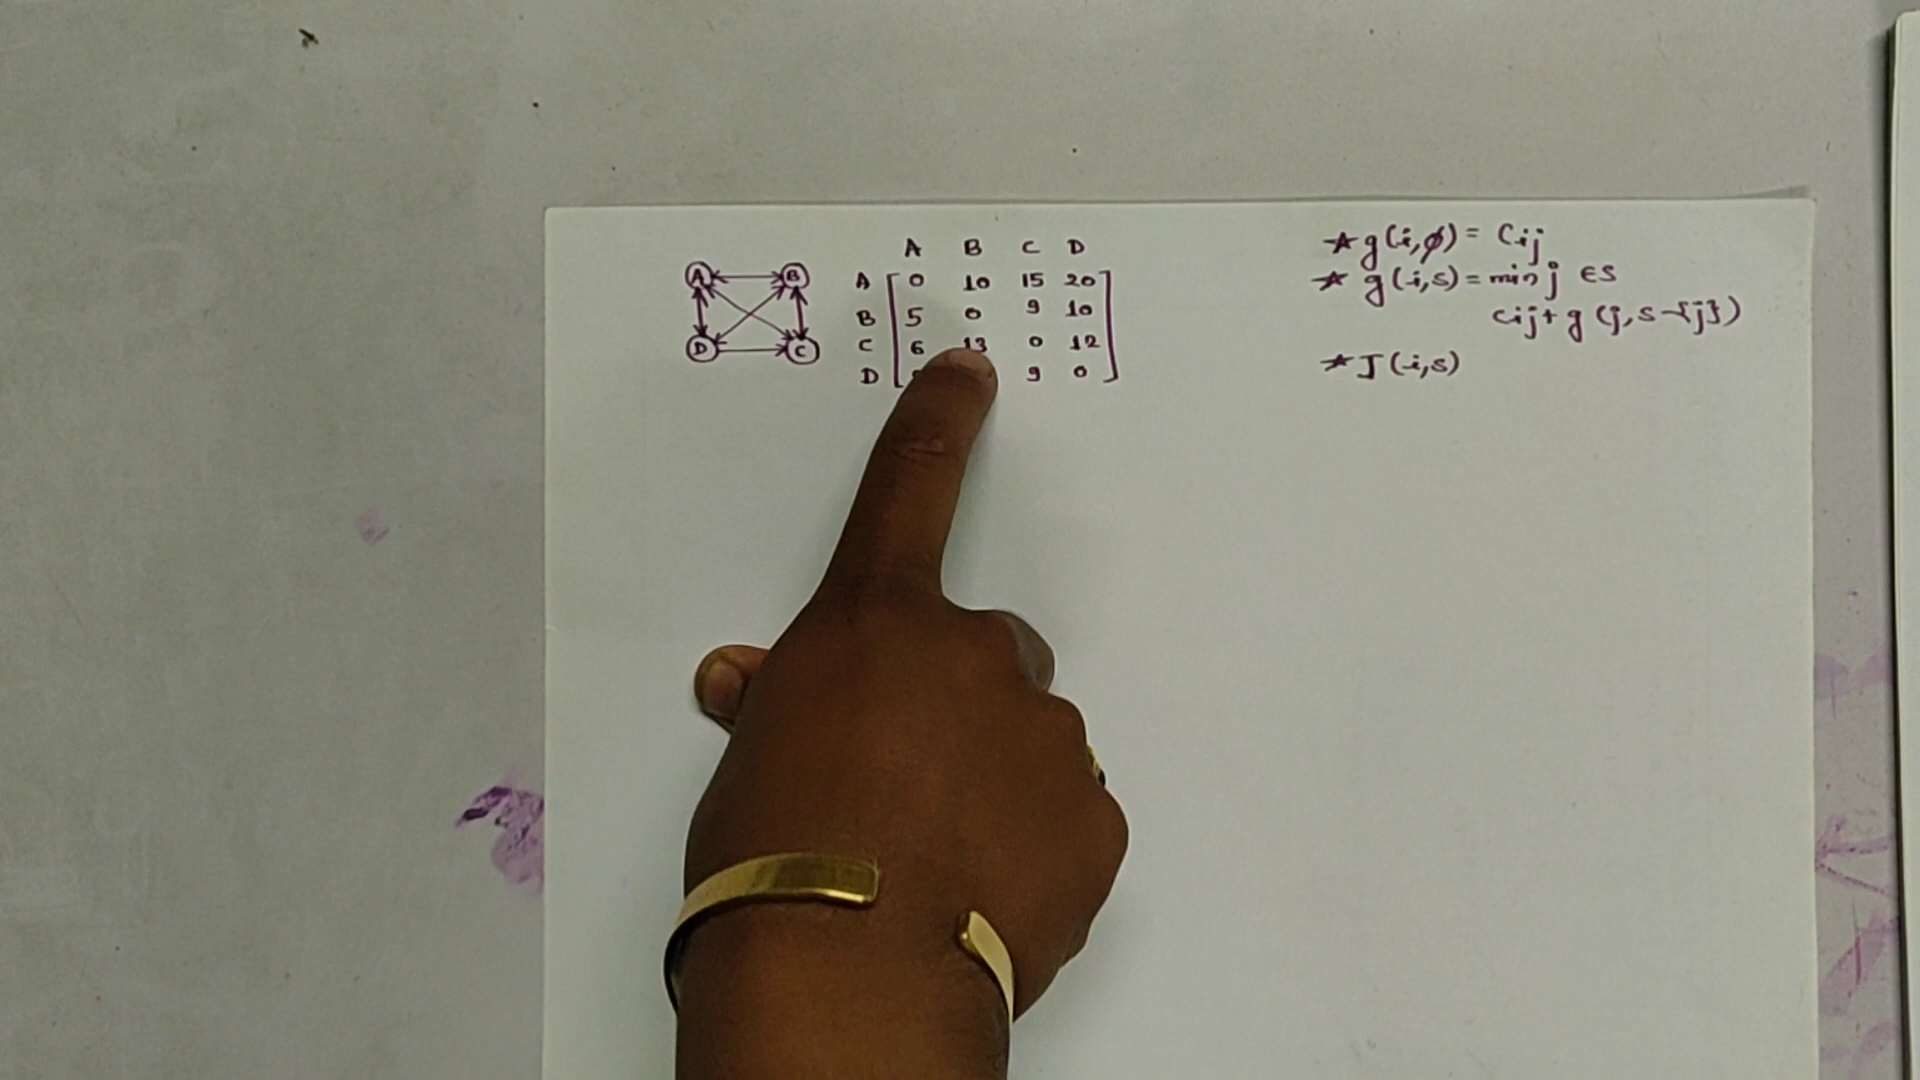 A B C D
A 0 10 15 20
B 5 0 9 10
C 6 13 0 12
D 9 0
A B
D C
★ g(i,ϕ) = Cij
★ g(i,s) = min j ∈s
cij + g (j, s-{j})
★ J (i,s)